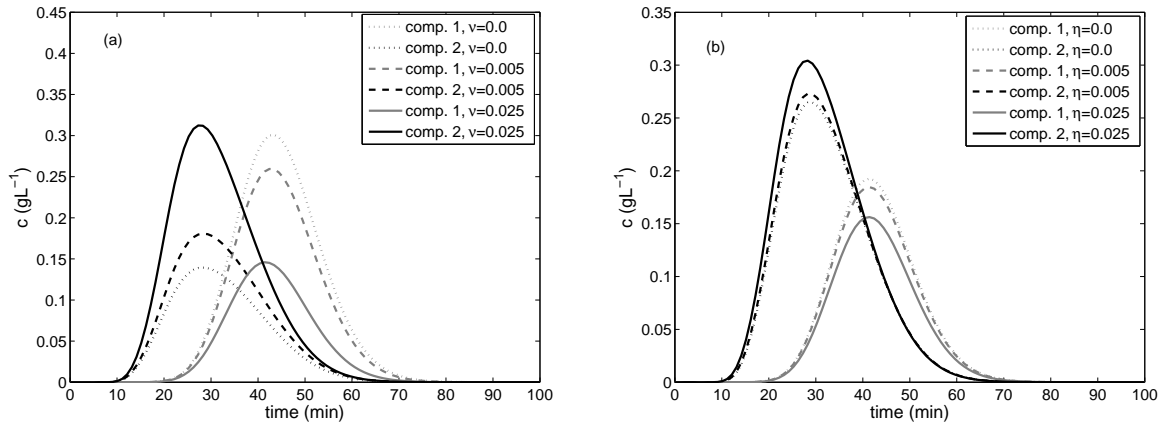 (a)
comp. 1, ν=0.0
comp. 2, ν=0.0
comp. 1, ν=0.005
comp. 2, ν=0.005
comp. 1, ν=0.025
comp. 2, ν=0.025
0.45
0.4
0.35
0.3
0.25
0.2
0.15
0.1
0.05
0
c (gL⁻¹)
0 10 20 30 40 50 60 70 80 90 100
time (min)
(b)
comp. 1, η=0.0
comp. 2, η=0.0
comp. 1, η=0.005
comp. 2, η=0.005
comp. 1, η=0.025
comp. 2, η=0.025
0.35
0.3
0.25
0.2
0.15
0.1
0.05
0
c (gL⁻¹)
0 10 20 30 40 50 60 70 80 90 100
time (min)